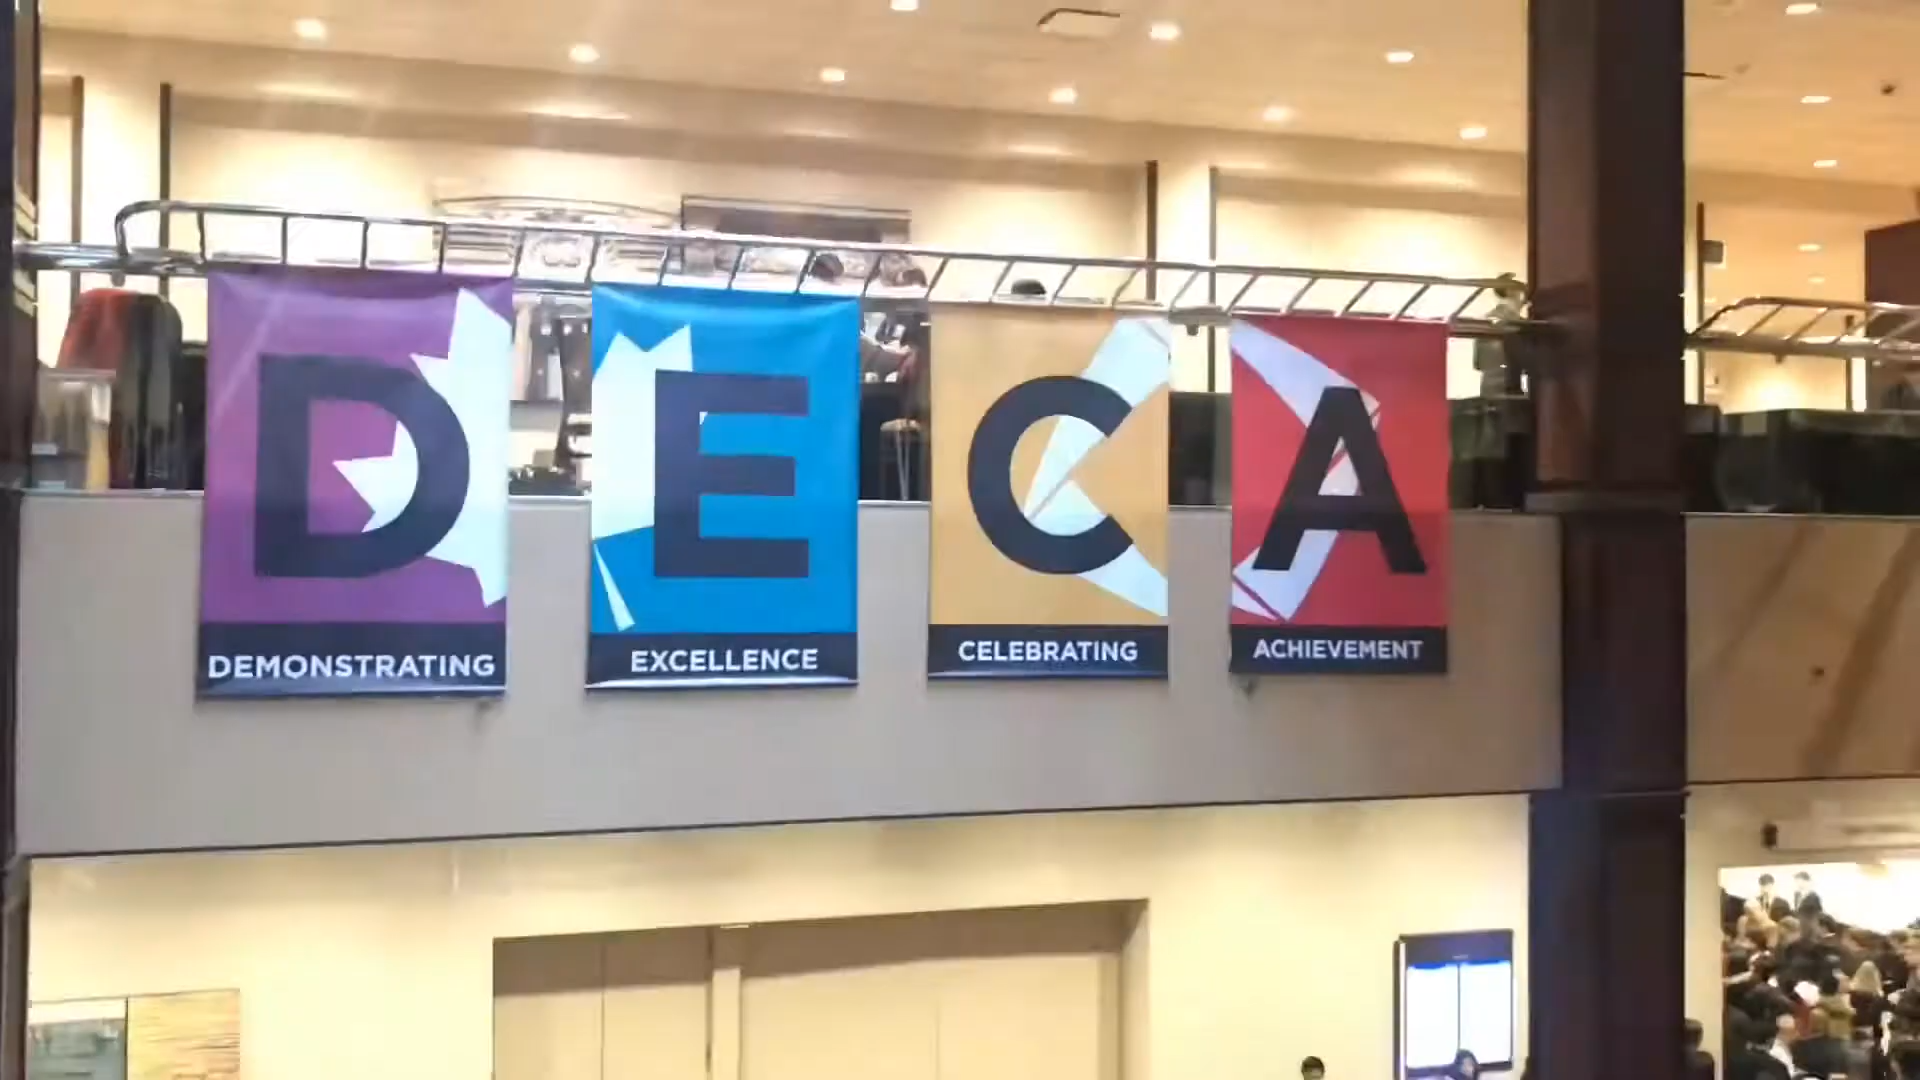 D
DEMONSTRATING
E
EXCELLENCE
C
CELEBRATING
A
ACHIEVEMENT